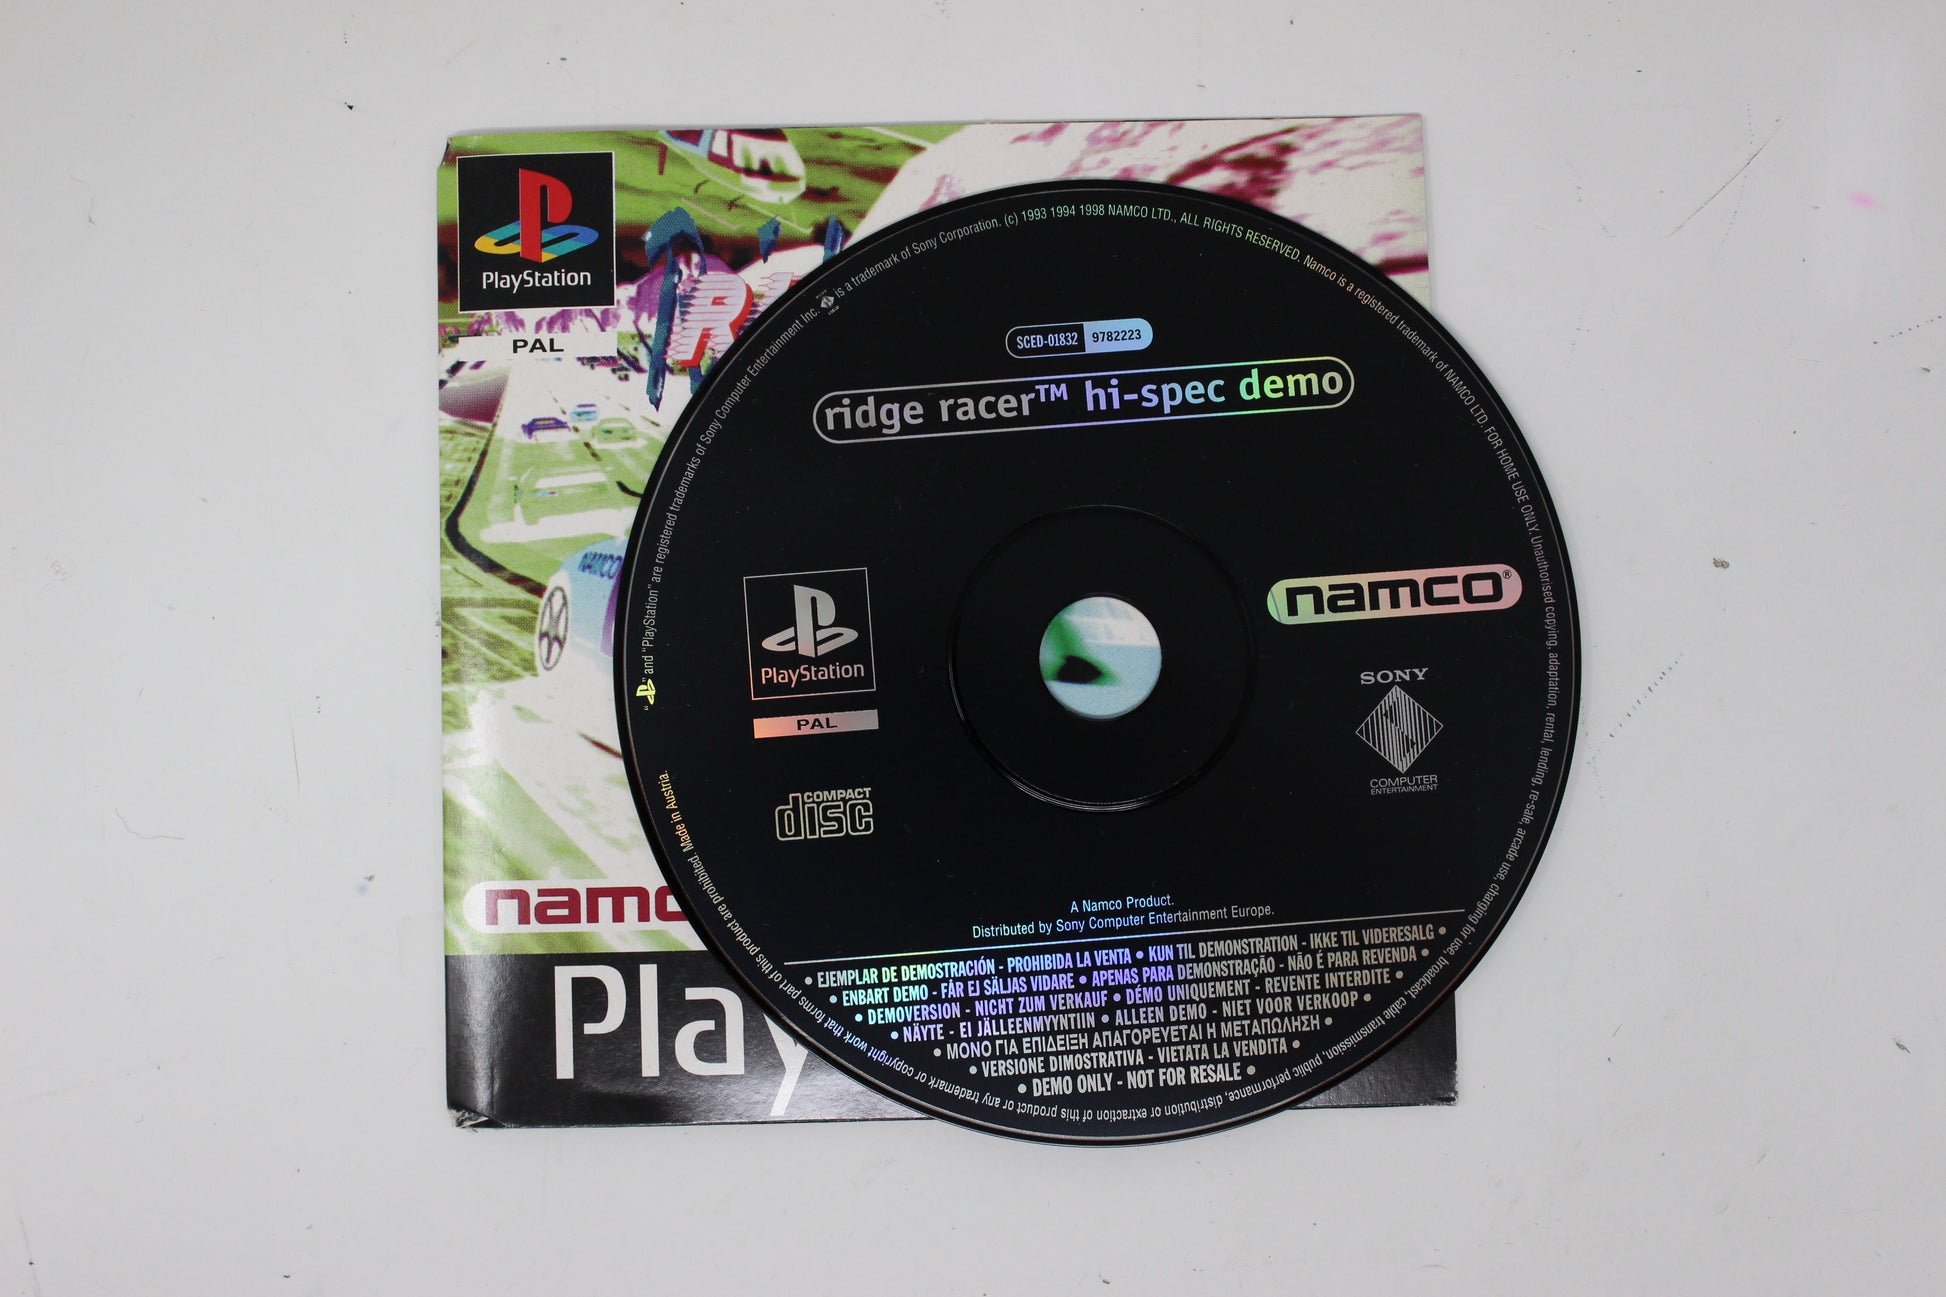 PlayStation
PAL
R
NAMCO
namc
Play
"P" and "PlayStation" are registered trademarks of Sony Computer Entertainment Inc. is a trademark of Sony Corporation. (c) 1993 1994 1998 NAMCO LTD., ALL RIGHTS RESERVED. Namco is a registered trademark of NAMCO LTD. FOR HOME USE ONLY. Unauthorised copying, adaptation, rental, lending, re-sale, arcade use, charging for use, broadcast, cable transmission, public performance, distribution or extraction of this product or any trademark or copyright work that forms part of this product are prohibited. Made in Austria.
SCED-01832 9782223
ridge racer™ hi-spec demo
namco®
PlayStation
PAL
SONY
COMPUTER
ENTERTAINMENT
COMPACT
disc
A Namco Product.
Distributed by Sony Computer Entertainment Europe.
• EJEMPLAR DE DEMOSTRACIÓN - PROHIBIDA LA VENTA • KUN TIL DEMONSTRATION - IKKE TIL VIDERESALG •
• ENBART DEMO - FÅR EJ SÄLJAS VIDARE • APENAS PARA DEMONSTRAÇÃO - NÃO É PARA REVENDA •
• DEMOVERSION - NICHT ZUM VERKAUF • DÉMO UNIQUEMENT - REVENTE INTERDITE •
• NÄYTE - EI JÄLLEENMYYNTIIN • ALLEEN DEMO - NIET VOOR VERKOOP •
• ΜΟΝΟ ΓΙΑ ΕΠΙΔΕΙΞΗ ΑΠΑΓΟΡΕΥΕΤΑΙ Η ΜΕΤΑΠΩΛΗΣΗ •
• VERSIONE DIMOSTRATIVA - VIETATA LA VENDITA •
• DEMO ONLY - NOT FOR RESALE •